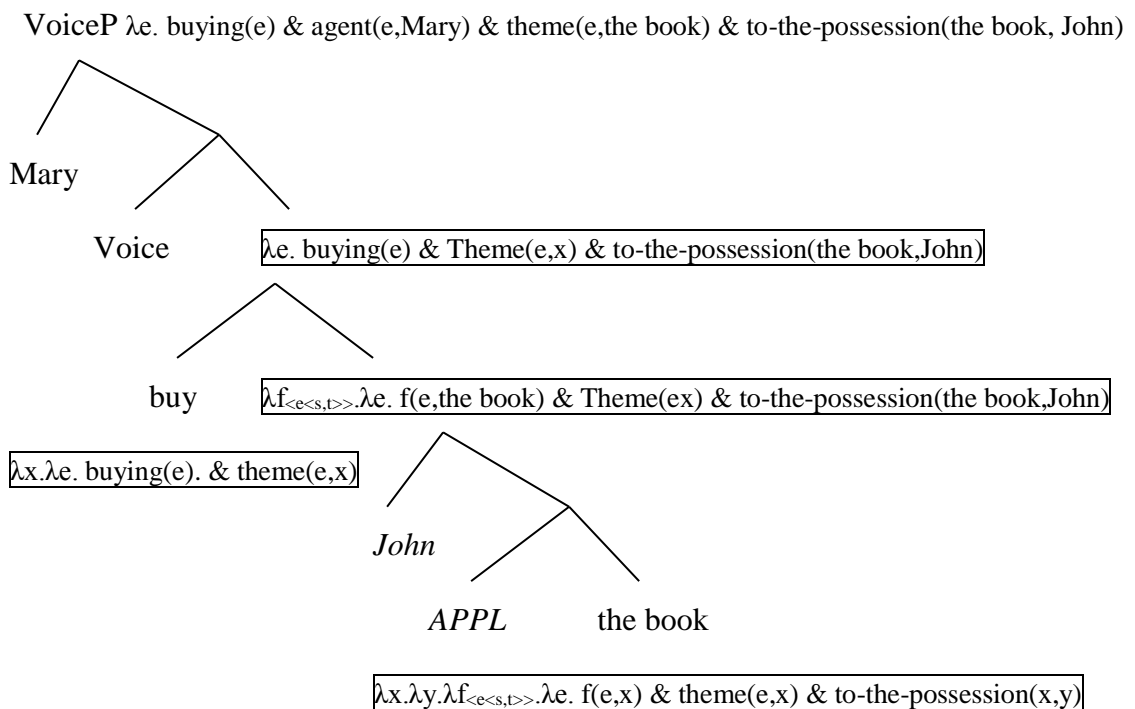 VoiceP λe. buying(e) & agent(e,Mary) & theme(e,the book) & to-the-possession(the book, John)
Mary
Voice
λe. buying(e) & Theme(e,x) & to-the-possession(the book,John)
buy
λf<e<s,t>>.λe. f(e,the book) & Theme(ex) & to-the-possession(the book,John)
λx.λe. buying(e). & theme(e,x)
John
APPL the book
λx.λy.λf<e<s,t>>.λe. f(e,x) & theme(e,x) & to-the-possession(x,y)